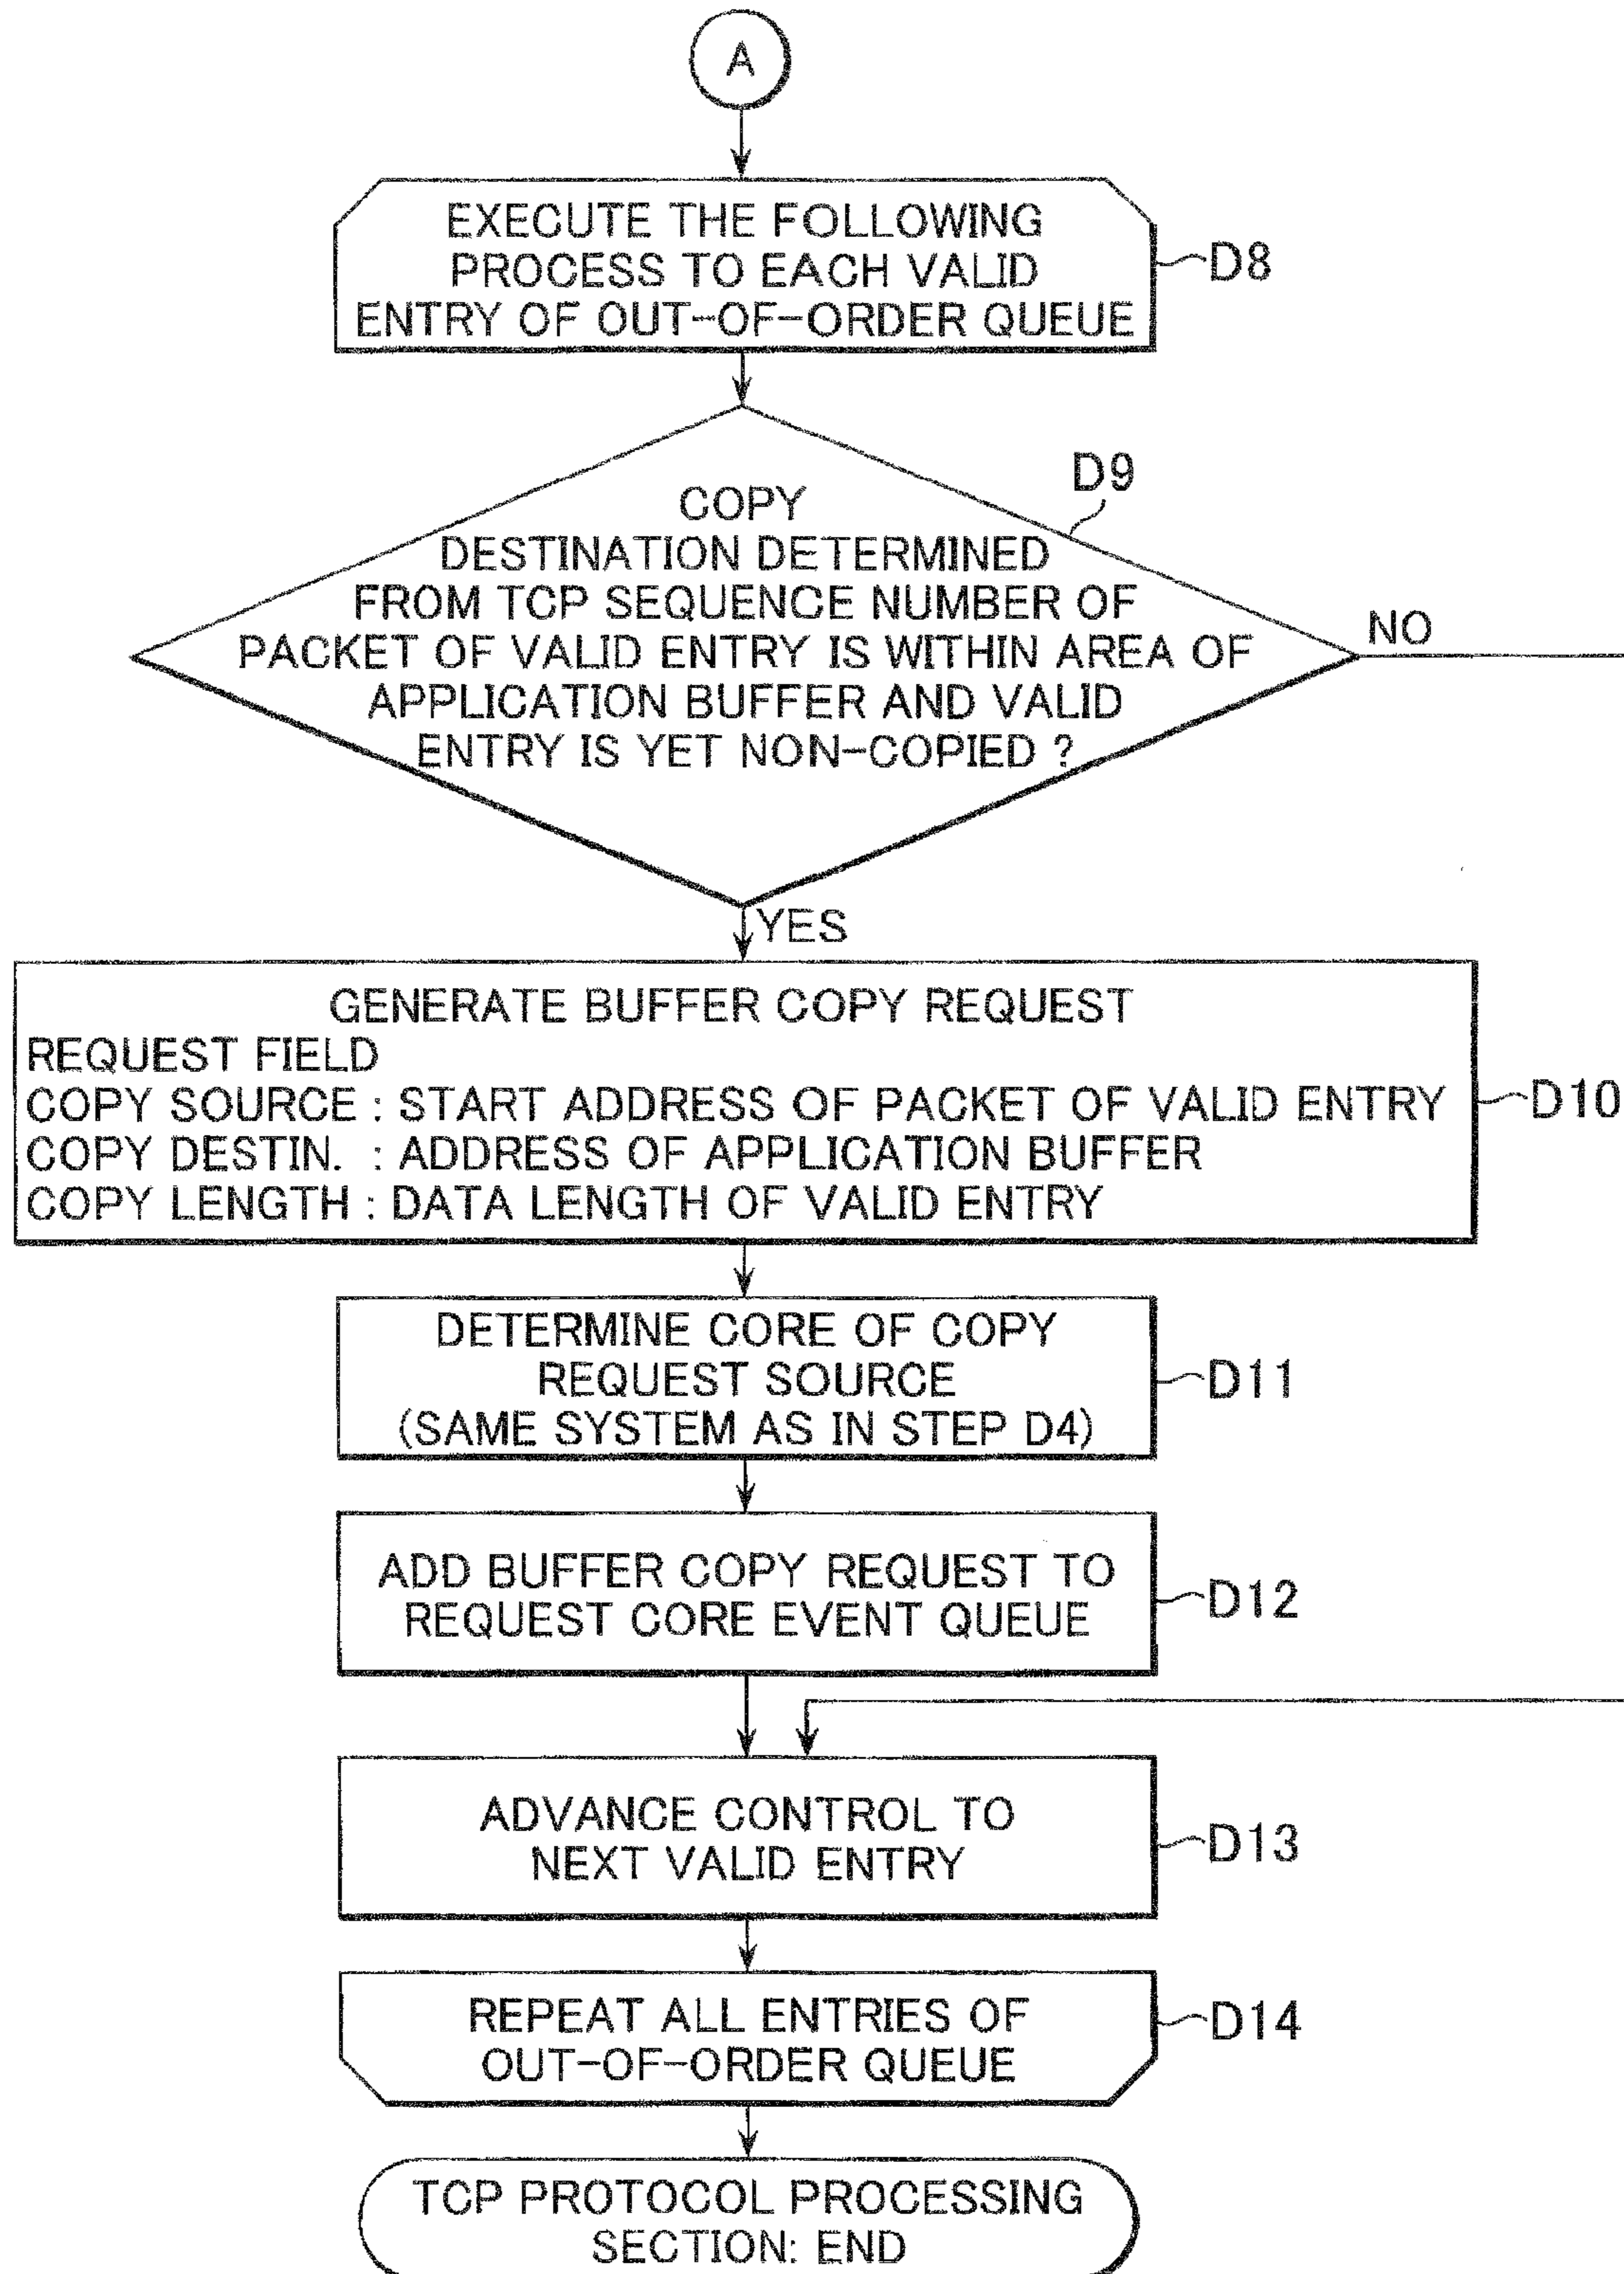 A
EXECUTE THE FOLLOWING
PROCESS TO EACH VALID
ENTRY OF OUT-OF-ORDER QUEUE
D8
D9
COPY
DESTINATION DETERMINED
FROM TCP SEQUENCE NUMBER OF
PACKET OF VALID ENTRY IS WITHIN AREA OF
APPLICATION BUFFER AND VALID
ENTRY IS YET NON-COPIED ?
NO
YES
GENERATE BUFFER COPY REQUEST
REQUEST FIELD
COPY SOURCE : START ADDRESS OF PACKET OF VALID ENTRY
COPY DESTIN. : ADDRESS OF APPLICATION BUFFER
COPY LENGTH : DATA LENGTH OF VALID ENTRY
D10
DETERMINE CORE OF COPY
REQUEST SOURCE
(SAME SYSTEM AS IN STEP D4)
D11
ADD BUFFER COPY REQUEST TO
REQUEST CORE EVENT QUEUE
D12
ADVANCE CONTROL TO
NEXT VALID ENTRY
D13
REPEAT ALL ENTRIES OF
OUT-OF-ORDER QUEUE
D14
TCP PROTOCOL PROCESSING
SECTION: END